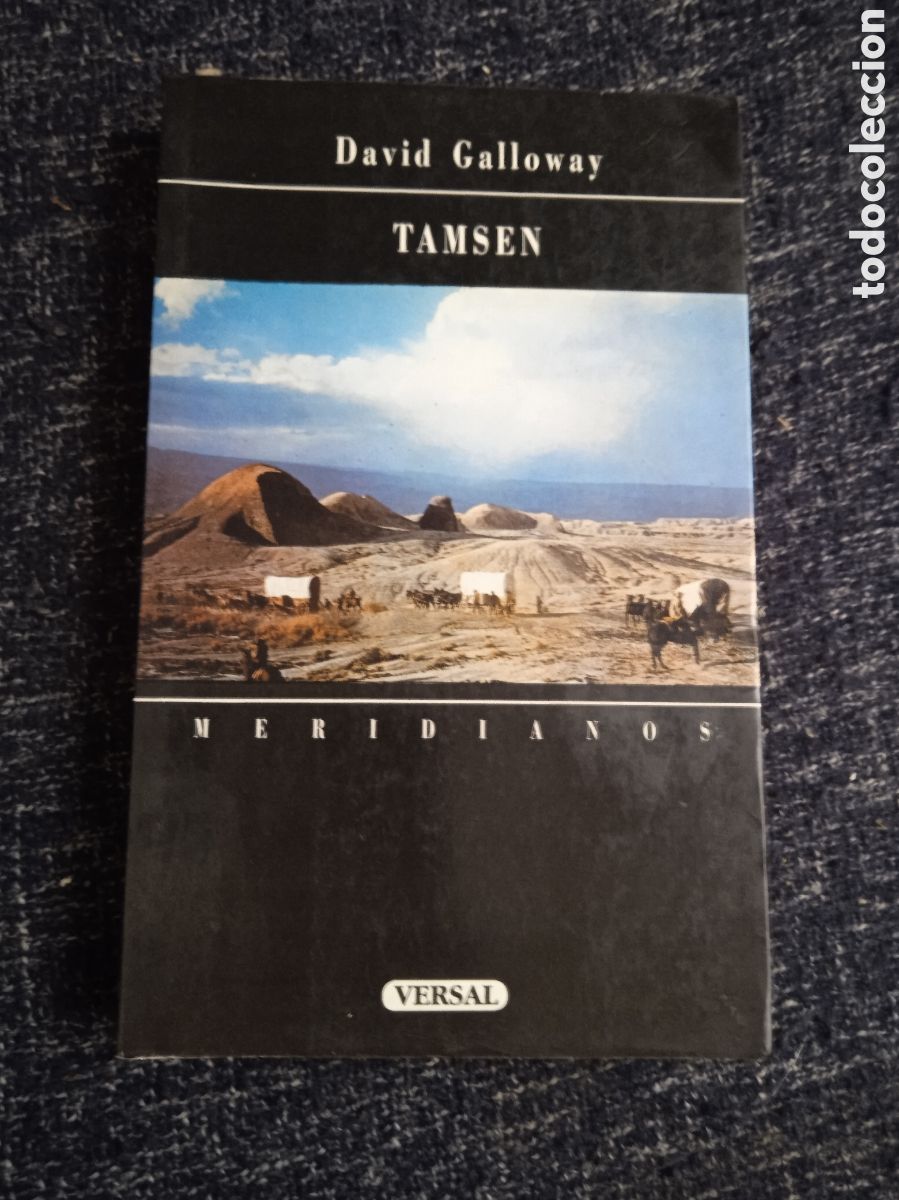 David Galloway
TAMSEN
MERIDIANOS
VERSAL
todocoleccion